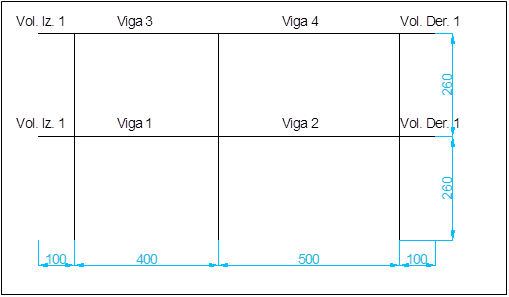 Vol. Iz. 1 Viga 3 Viga 4 Vol. Der. 1
260
Vol. Iz. 1 Viga 1 Viga 2 Vol. Der. 1
260
100 400 500 100